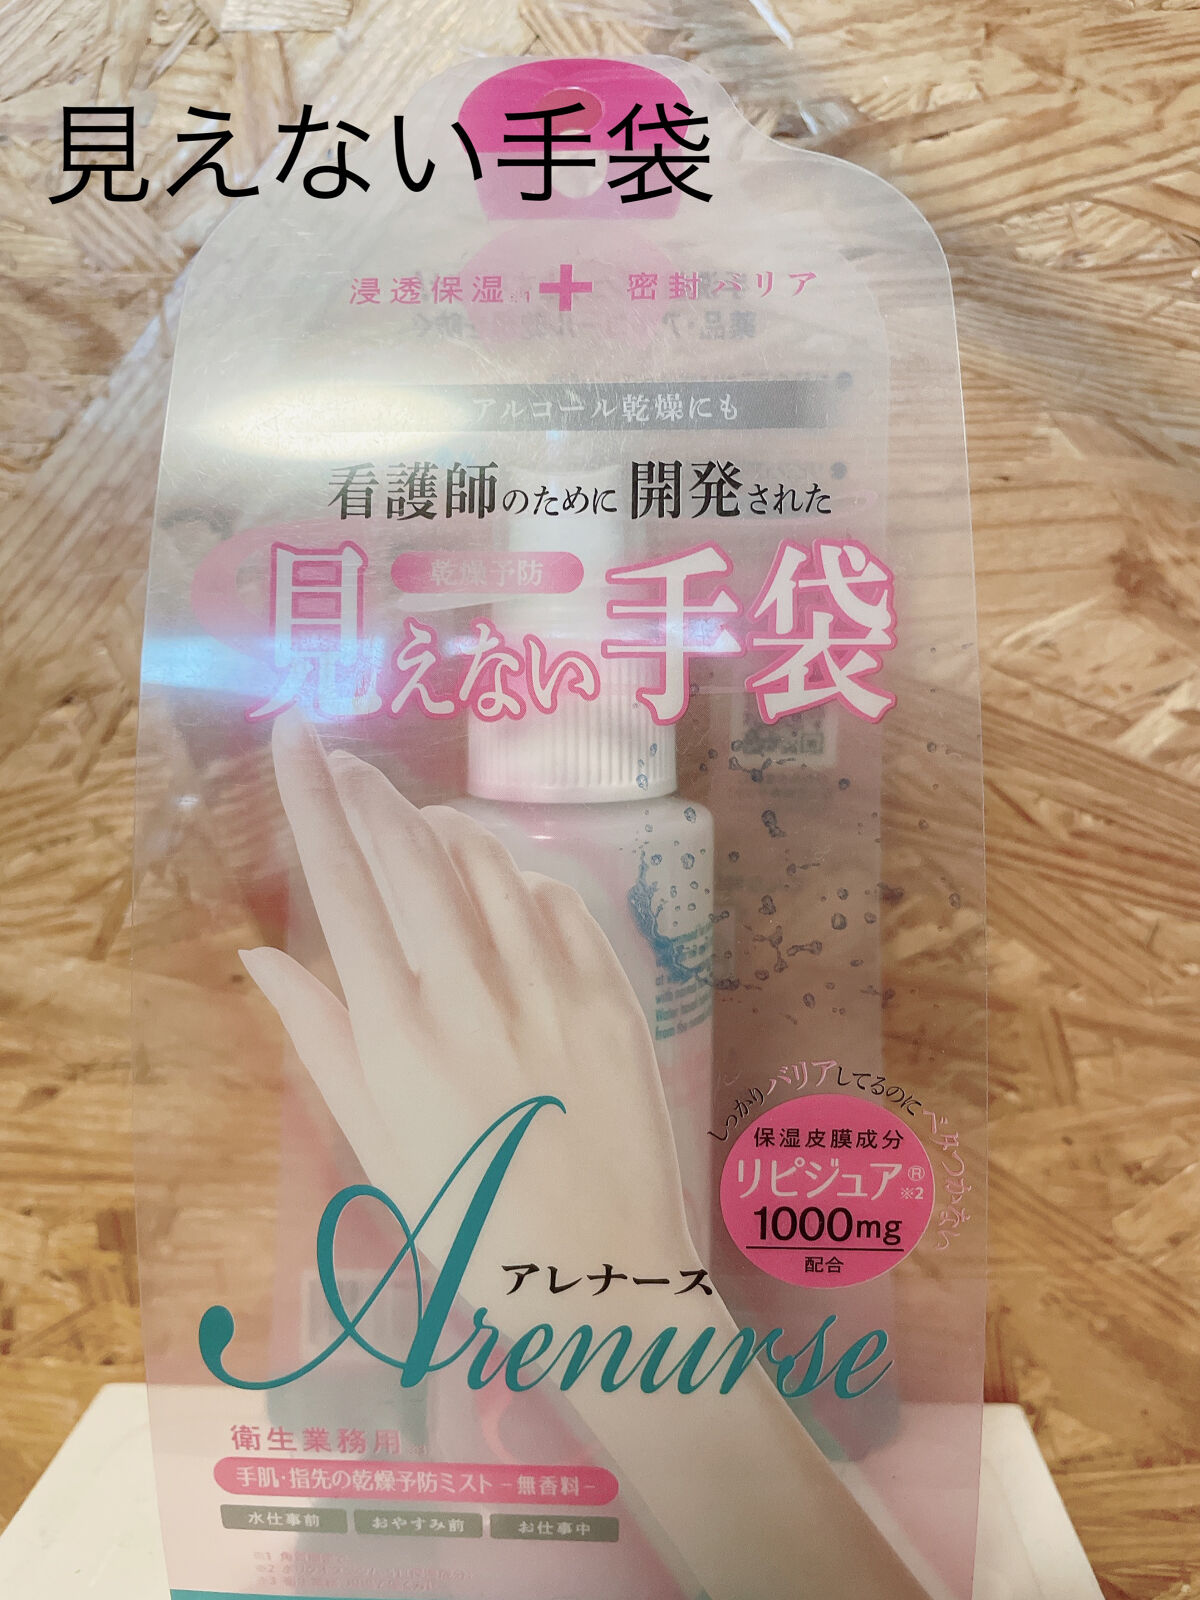 見えない手袋
浸透保湿※1 + 密封バリア
アルコール乾燥にも
看護師のために開発された
乾燥予防
見えない手袋
しっかりバリアしてるのにベタつかない
保湿皮膜成分
リピジュア®※2
1000mg
配合
アレナース
Arenurse
衛生業務用※3
手肌・指先の乾燥予防ミスト-無香料-
水仕事前 おやすみ前 お仕事中